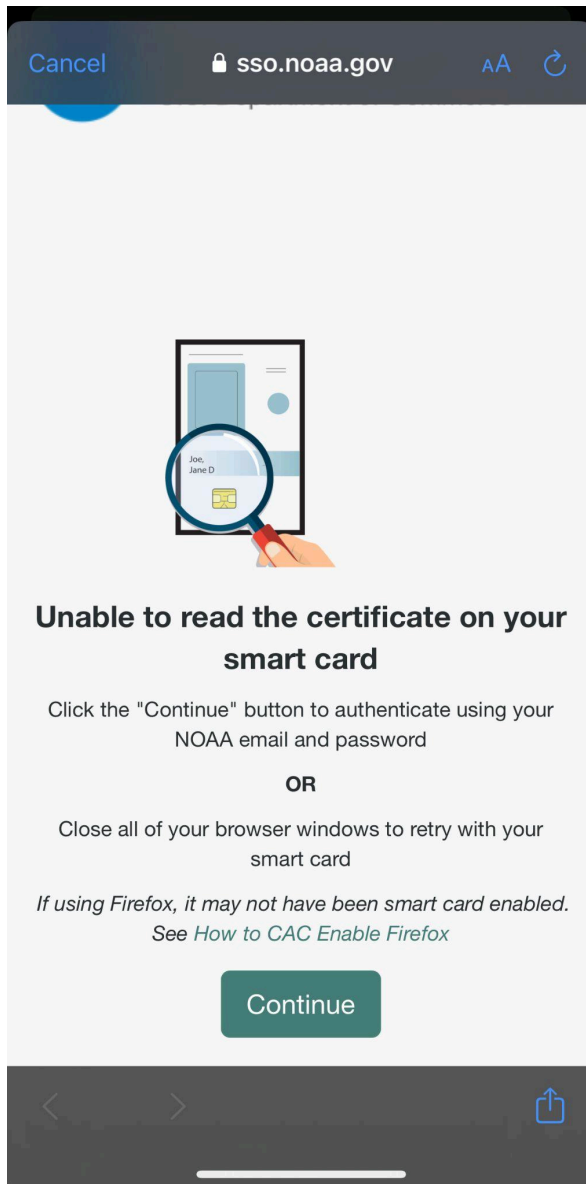 Cancel
sso.noaa.gov
AA
Joe,
Jane D
Unable to read the certificate on your
smart card
Click the "Continue" button to authenticate using your
NOAA email and password
OR
Close all of your browser windows to retry with your
smart card
If using Firefox, it may not have been smart card enabled.
See How to CAC Enable Firefox
Continue